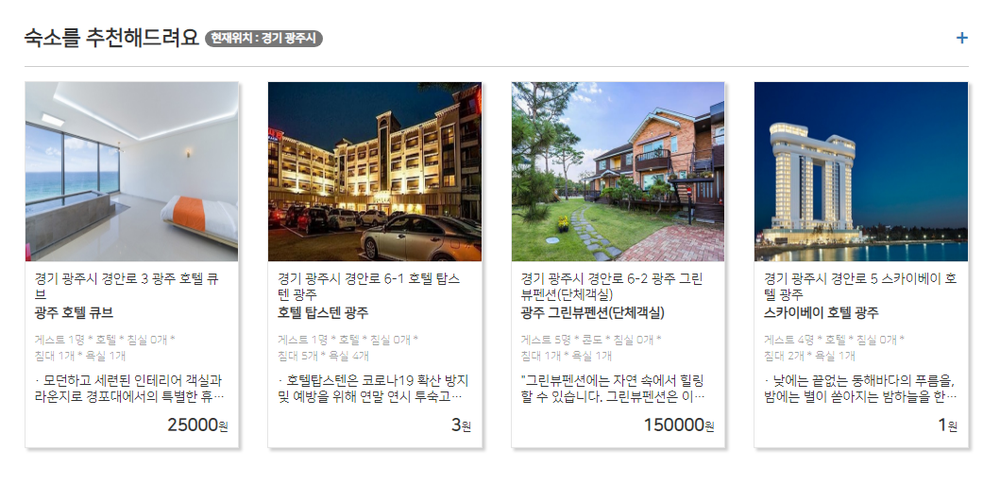 숙소를 추천해드려요 현재위치 : 경기 광주시
+
경기 광주시 경안로 3 광주 호텔 큐
브
광주 호텔 큐브
게스트 1명 * 호텔 * 침실 0개 *
침대 1개 * 욕실 1개
· 모던하고 세련된 인테리어 객실과
라운지로 경포대에서의 특별한 휴…
25000원
경기 광주시 경안로 6-1 호텔 탑스
텐 광주
호텔 탑스텐 광주
게스트 1명 * 호텔 * 침실 0개 *
침대 5개 * 욕실 4개
· 호텔탑스텐은 코로나19 확산 방지
및 예방을 위해 연말 연시 투숙고…
3원
경기 광주시 경안로 6-2 광주 그린
뷰펜션(단체객실)
광주 그린뷰펜션(단체객실)
게스트 5명 * 콘도 * 침실 0개 *
침대 1개 * 욕실 1개
"그린뷰펜션에는 자연 속에서 힐링
할 수 있습니다. 그린뷰펜션은 이…
150000원
경기 광주시 경안로 5 스카이베이 호
텔 광주
스카이베이 호텔 광주
게스트 4명 * 호텔 * 침실 0개 *
침대 2개 * 욕실 1개
· 낮에는 끝없는 동해바다의 푸름을,
밤에는 별이 쏟아지는 밤하늘을 한…
1원